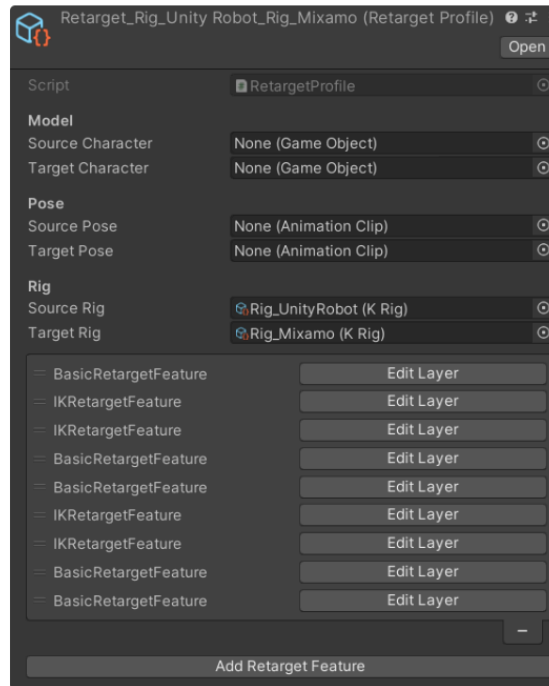 Retarget_Rig_Unity Robot_Rig_Mixamo (Retarget Profile)
Open
Script RetargetProfile
Model
Source Character None (Game Object)
Target Character None (Game Object)
Pose
Source Pose None (Animation Clip)
Target Pose None (Animation Clip)
Rig
Source Rig Rig_UnityRobot (K Rig)
Target Rig Rig_Mixamo (K Rig)
BasicRetargetFeature Edit Layer
IKRetargetFeature Edit Layer
IKRetargetFeature Edit Layer
BasicRetargetFeature Edit Layer
BasicRetargetFeature Edit Layer
IKRetargetFeature Edit Layer
IKRetargetFeature Edit Layer
BasicRetargetFeature Edit Layer
BasicRetargetFeature Edit Layer
Add Retarget Feature